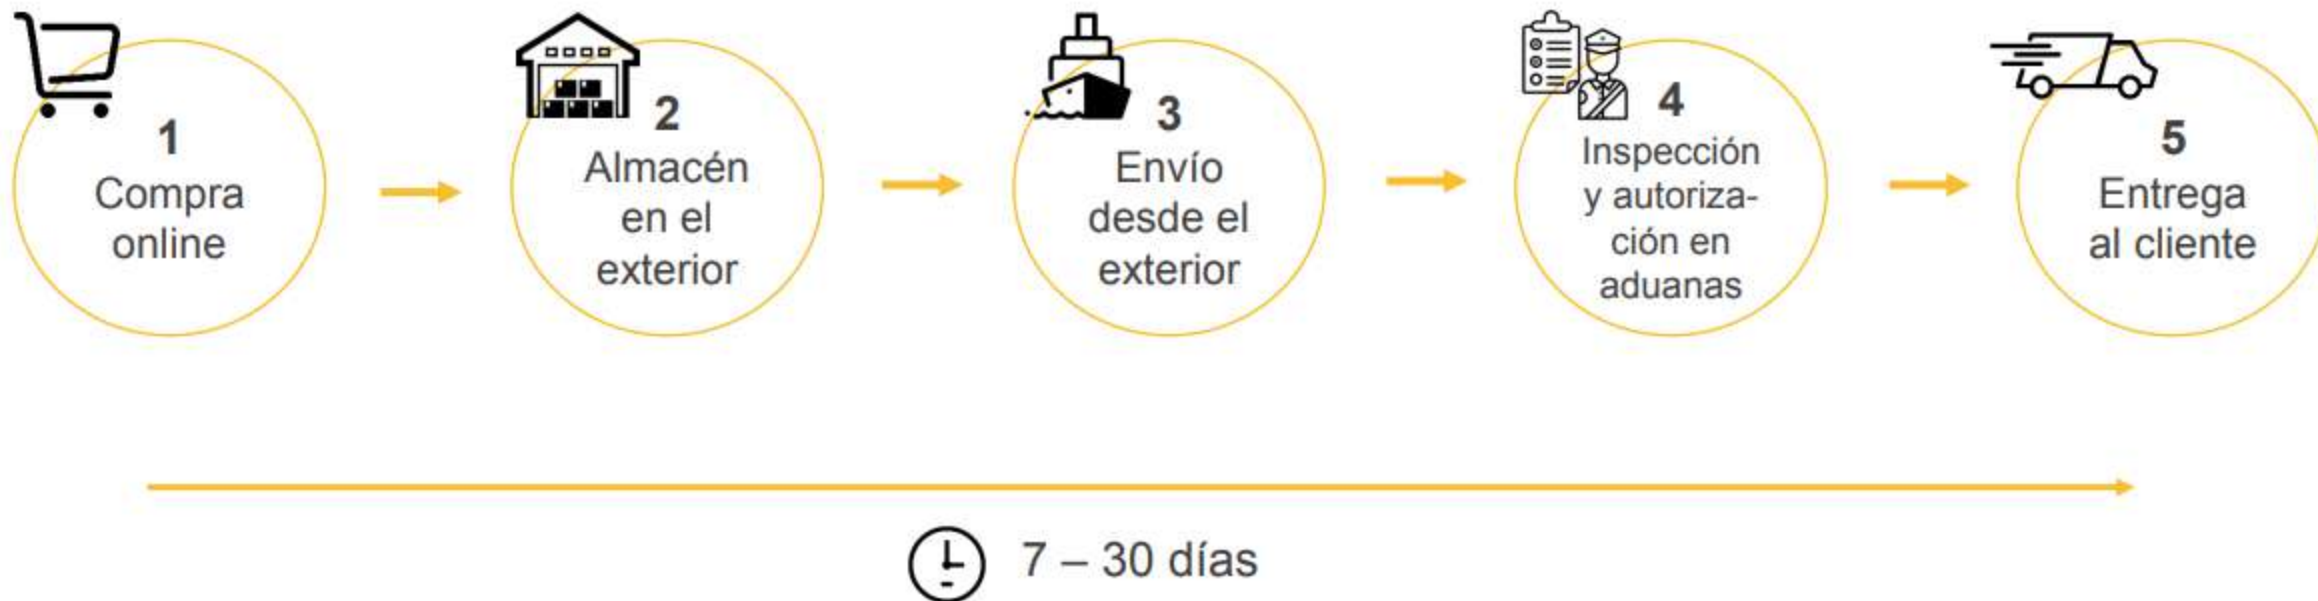 1
Compra
online
2
Almacén
en el
exterior
3
Envío
desde el
exterior
4
Inspección
y autoriza-
ción en
aduanas
5
Entrega
al cliente
7 – 30 días